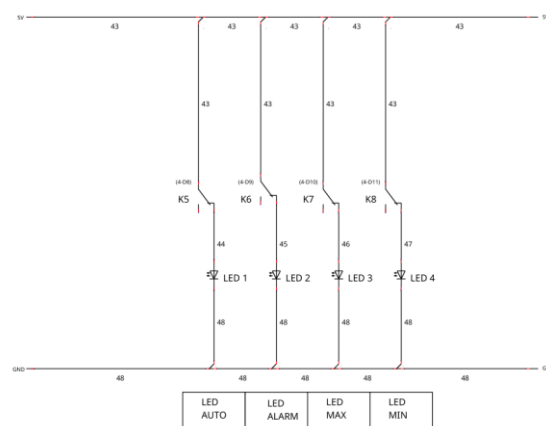 5V 5
43 43 43 43 43
43 43 43 43
(4-D8) (4-D9) (4-D10) (4-D11)
K5 K6 K7 K8
44 45 46 47
LED 1 LED 2 LED 3 LED 4
48 48 48 48
GND G
48 48 48 48 48
LED LED LED LED
AUTO ALARM MAX MIN